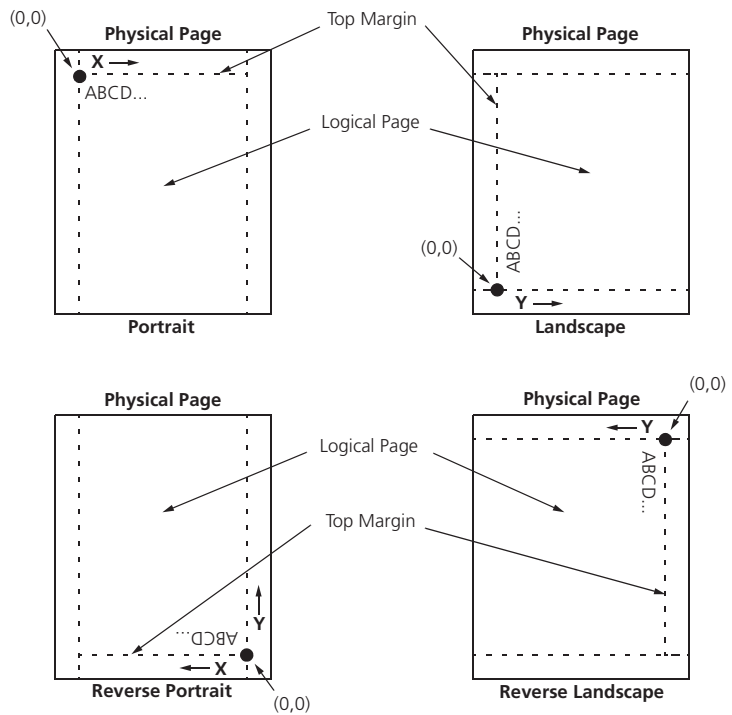 (0,0)
Physical Page
X
ABCD...
Portrait
Top Margin
Logical Page
Physical Page
ABCD...
(0,0)
Y
Landscape
Physical Page
ABCD...
Y
X
Reverse Portrait
(0,0)
Logical Page
Top Margin
Physical Page
(0,0)
Y
ABCD...
Reverse Landscape